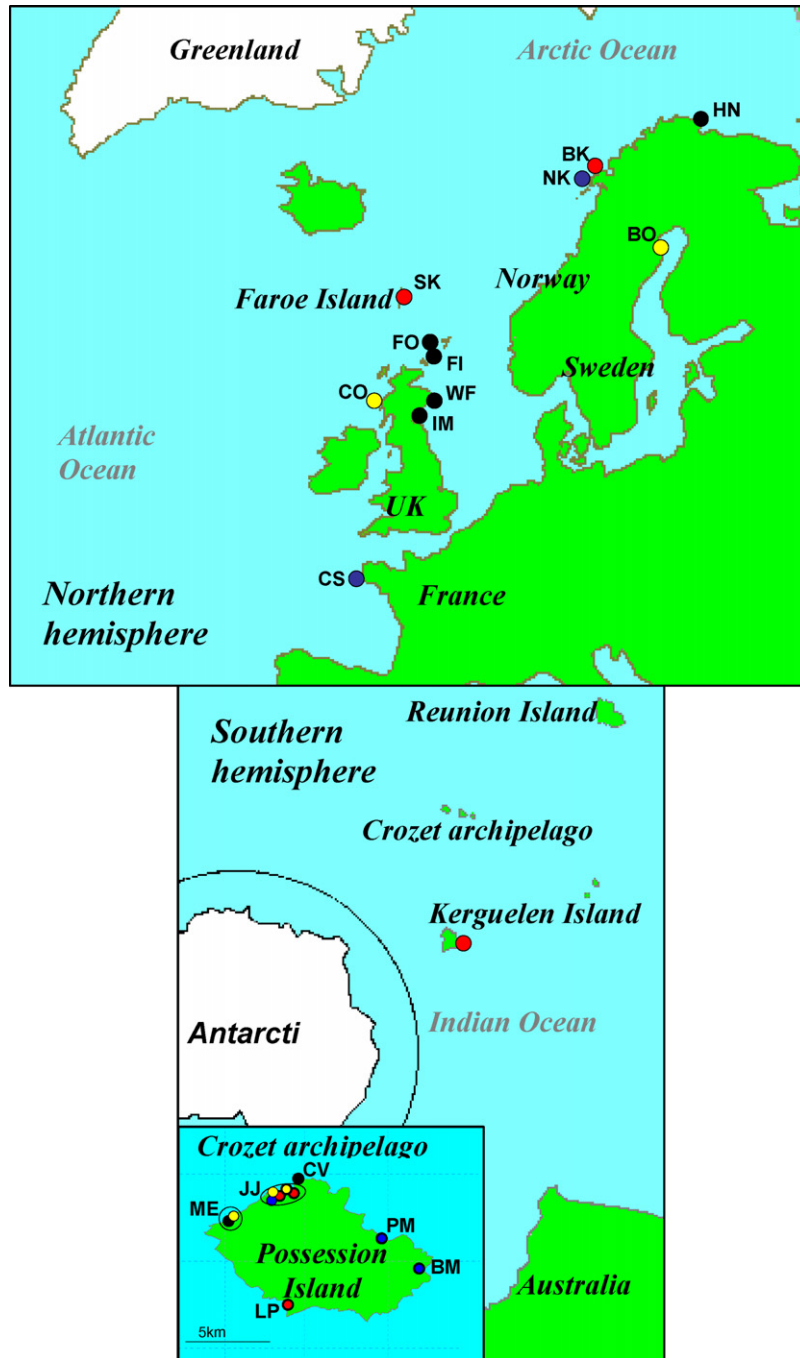 Greenland
Arctic Ocean
HN
BK
NK
BO
Norway
SK
Faroe Island
FO
FI
Sweden
CO
WF
IM
Atlantic
Ocean
UK
CS
France
Northern
hemisphere
Reunion Island
Southern
hemisphere
Crozet archipelago
Kerguelen Island
Indian Ocean
Antarcti
Crozet archipelago
CV
JJ
ME
PM
Possession
Island
BM
LP
5km
Australia